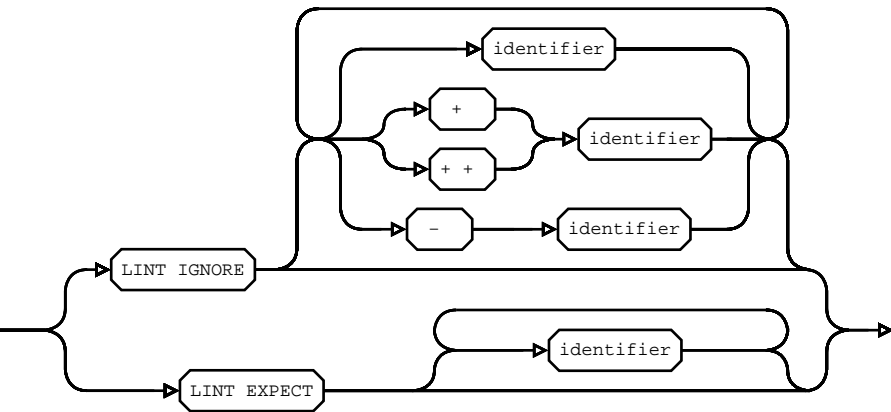 identifier
+
identifier
+ +
- identifier
LINT IGNORE
identifier
LINT EXPECT